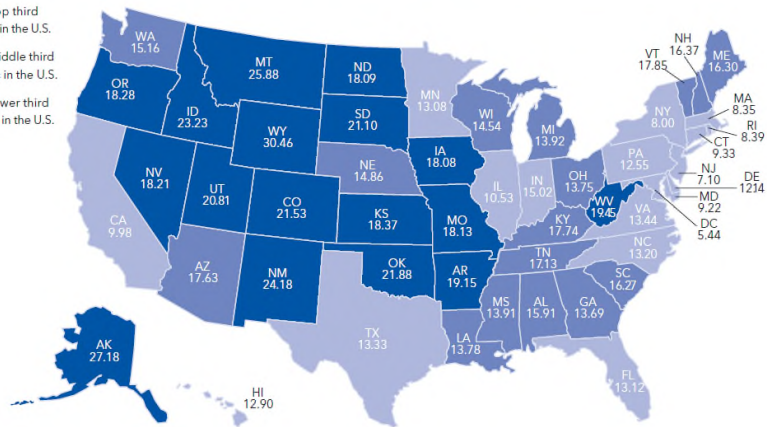 op third
in the U.S.
iddle third
s in the U.S.
wer third
in the U.S.
WA
15.16
OR
18.28
CA
9.98
NV
18.21
ID
23.23
MT
25.88
WY
30.46
UT
20.81
CO
21.53
AZ
17.63
NM
24.18
ND
18.09
SD
21.10
NE
14.86
KS
18.37
OK
21.88
TX
13.33
MN
13.08
IA
18.08
MO
18.13
AR
19.15
LA
13.78
WI
14.54
IL
10.53
MI
13.92
IN
15.02
OH
13.75
KY
17.74
TN
17.13
MS
13.91
AL
15.91
GA
13.69
FL
13.12
SC
16.27
NC
13.20
VA
13.44
WV
19.45
PA
12.55
NY
8.00
VT
17.85
NH
16.37
ME
16.30
MA
8.35
RI
8.39
CT
9.33
NJ
7.10
DE
1214
MD
9.22
DC
5.44
AK
27.18
HI
12.90